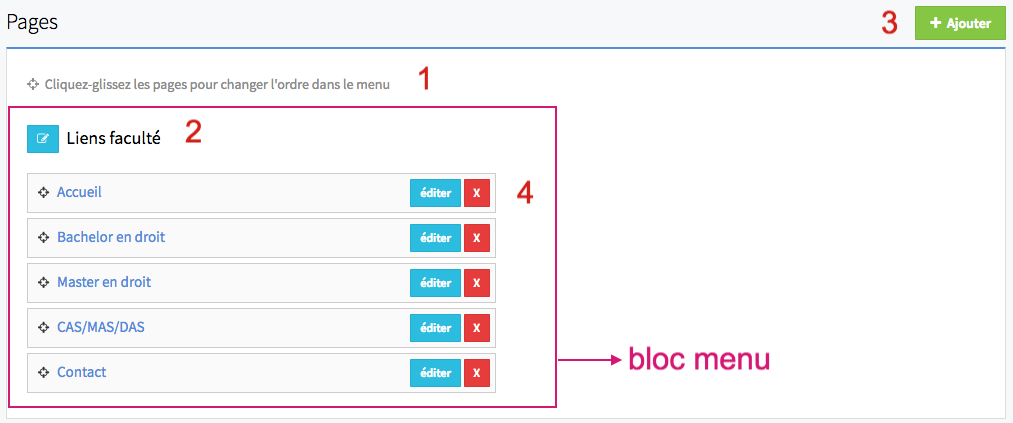 Pages
3
Ajouter
Cliquez-glissez les pages pour changer l'ordre dans le menu
1
Liens faculté
2
Accueil
éditer
X
4
Bachelor en droit
éditer
X
Master en droit
éditer
X
CAS/MAS/DAS
éditer
X
bloc menu
Contact
éditer
X